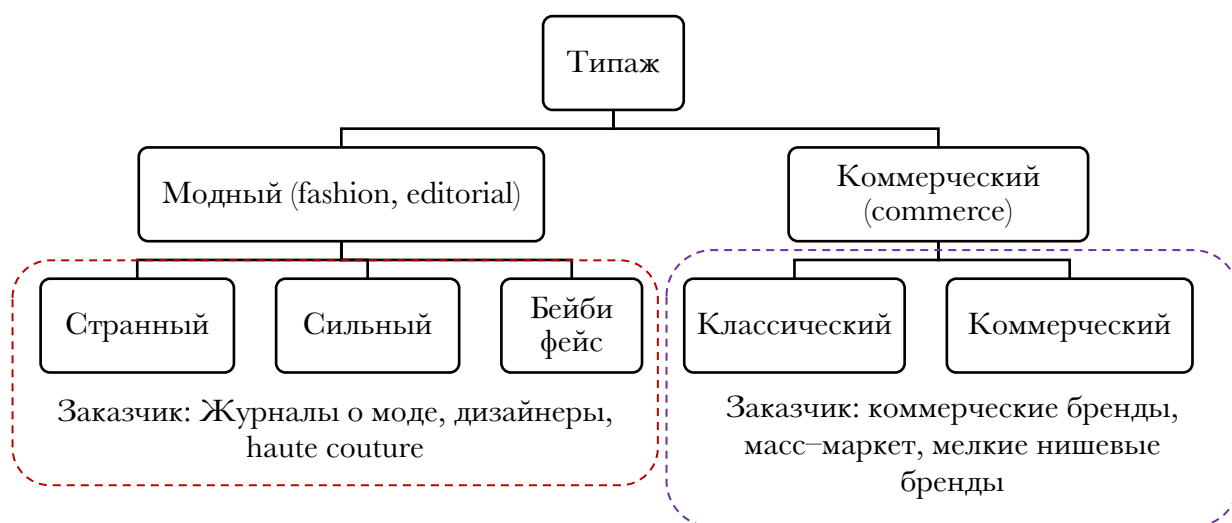 Типаж
Модный (fashion, editorial)
Коммерческий
(commerce)
Странный
Сильный
Бейби
фейс
Классический
Коммерческий
Заказчик: Журналы о моде, дизайнеры,
haute couture
Заказчик: коммерческие бренды,
масс–маркет, мелкие нишевые
бренды